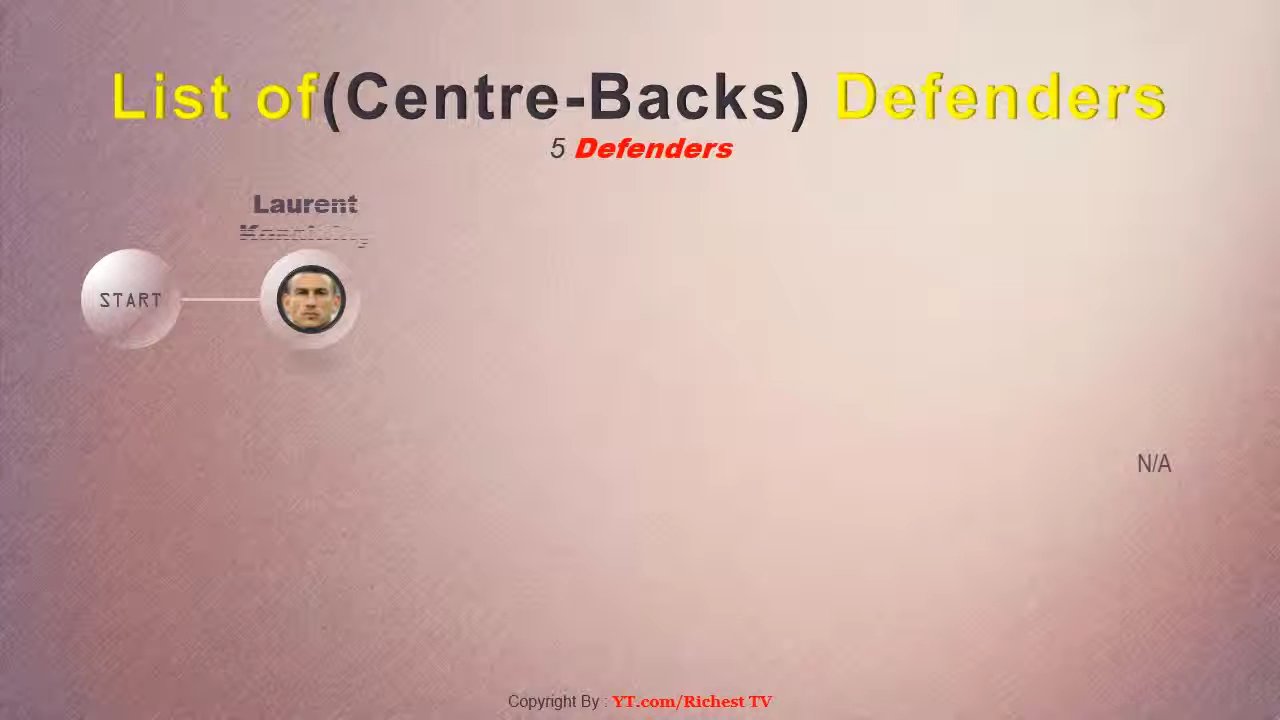 List of(Centre-Backs) Defenders
5 Defenders
Laurent
START
N/A
Copyright By : YT.com/Richest TV